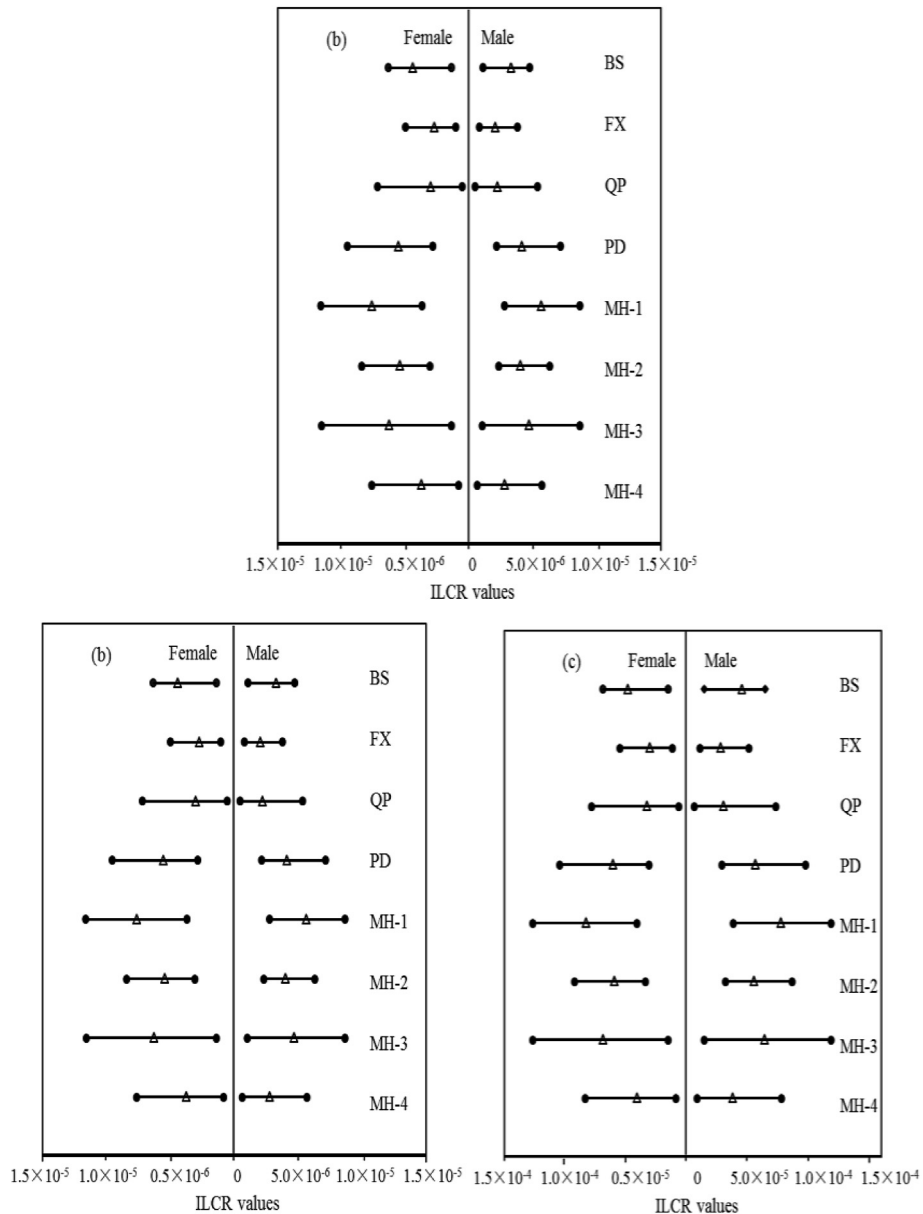 (b) Female Male
BS
FX
QP
PD
MH-1
MH-2
MH-3
MH-4
1.5×10⁻⁵ 1.0×10⁻⁵ 0.5×10⁻⁶ 0 5.0×10⁻⁶ 1.0×10⁻⁵ 1.5×10⁻⁵
ILCR values
(b) Female Male
BS
FX
QP
PD
MH-1
MH-2
MH-3
MH-4
1.5×10⁻⁵ 1.0×10⁻⁵ 0.5×10⁻⁶ 0 5.0×10⁻⁶ 1.0×10⁻⁵ 1.5×10⁻⁵
ILCR values
(c) Female Male
BS
FX
QP
PD
MH-1
MH-2
MH-3
MH-4
1.5×10⁻⁴ 1.0×10⁻⁴ 0.5×10⁻⁵ 0 5.0×10⁻⁵ 1.0×10⁻⁴ 1.5×10⁻⁴
ILCR values